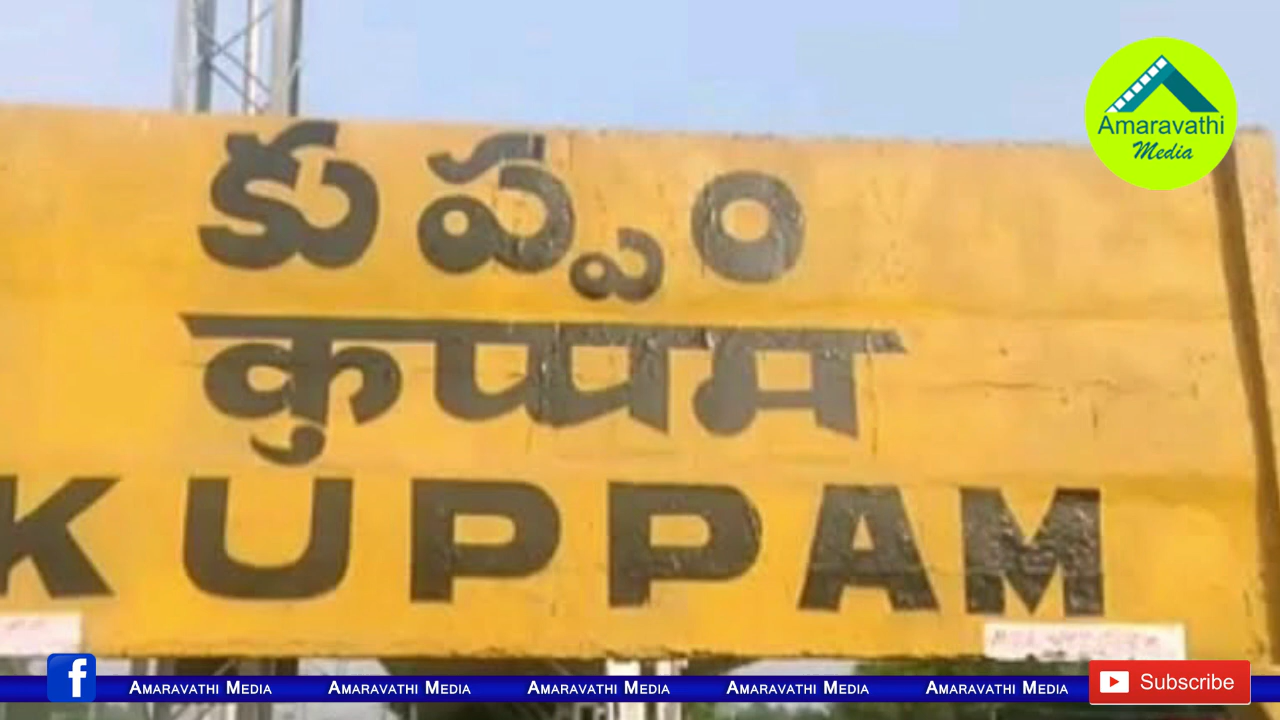 Amaravathi
Media
కుప్పం
कुप्पम
KUPPAM
f
AMARAVATHI MEDIA AMARAVATHI MEDIA AMARAVATHI MEDIA AMARAVATHI MEDIA AMARAVATHI MEDIA
Subscribe